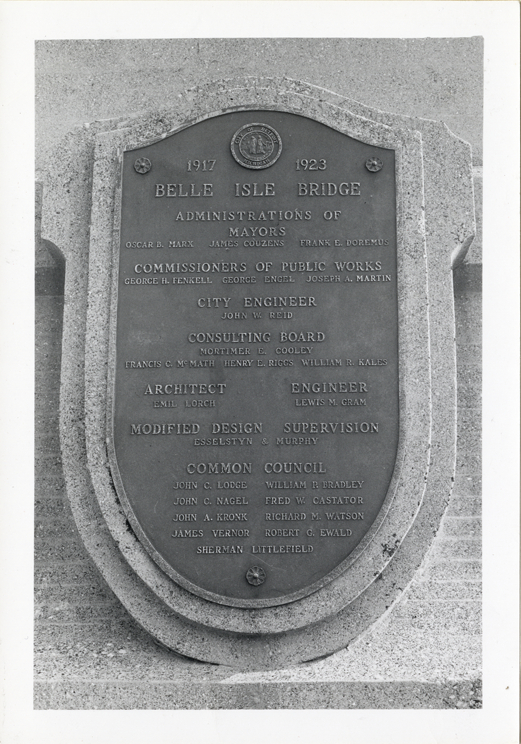 1917 1923
BELLE ISLE BRIDGE
ADMINISTRATIONS OF
MAYORS
OSCAR B. MARX JAMES COUZENS FRANK E. DOREMUS
COMMISSIONERS OF PUBLIC WORKS
GEORGE H. FENKELL GEORGE ENGEL JOSEPH A. MARTIN
CITY ENGINEER
JOHN W. REID
CONSULTING BOARD
MORTIMER E. COOLEY
FRANCIS C. McMATH HENRY E. RIGGS WILLIAM R. KALES
ARCHITECT ENGINEER
EMIL LORCH LEWIS M. GRAM
MODIFIED DESIGN SUPERVISION
ESSELSTYN & MURPHY
COMMON COUNCIL
JOHN C. LODGE WILLIAM P. BRADLEY
JOHN C. NAGEL FRED W. CASTATOR
JOHN A. KRONK RICHARD M. WATSON
JAMES VERNOR ROBERT G. EWALD
SHERMAN LITTLEFIELD